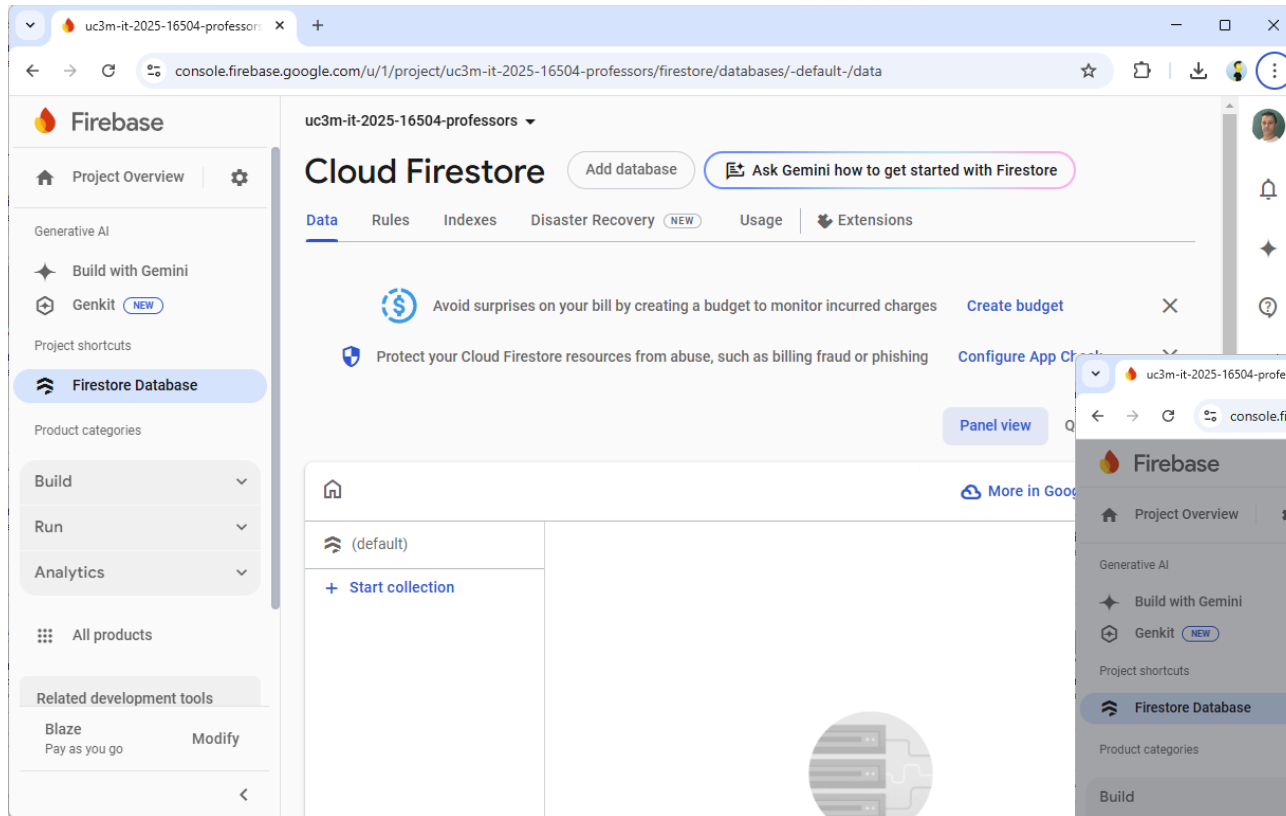 uc3m-it-2025-16504-professors
console.firebase.google.com/u/1/project/uc3m-it-2025-16504-professors/firestore/databases/-default-/data
Firebase
Project Overview
Generative AI
Build with Gemini
Genkit NEW
Project shortcuts
Firestore Database
Product categories
Build
Run
Analytics
All products
Related development tools
Blaze
Pay as you go
Modify
uc3m-it-2025-16504-professors
Cloud Firestore Add database Ask Gemini how to get started with Firestore
Data Rules Indexes Disaster Recovery NEW Usage Extensions
Avoid surprises on your bill by creating a budget to monitor incurred charges Create budget
Protect your Cloud Firestore resources from abuse, such as billing fraud or phishing Configure App Check
Panel view Q
More in Goog
(default)
+ Start collection
uc3m-it-2025-16504-profe
console.fi
Firebase
Project Overview
Generative AI
Build with Gemini
Genkit NEW
Project shortcuts
Firestore Database
Product categories
Build